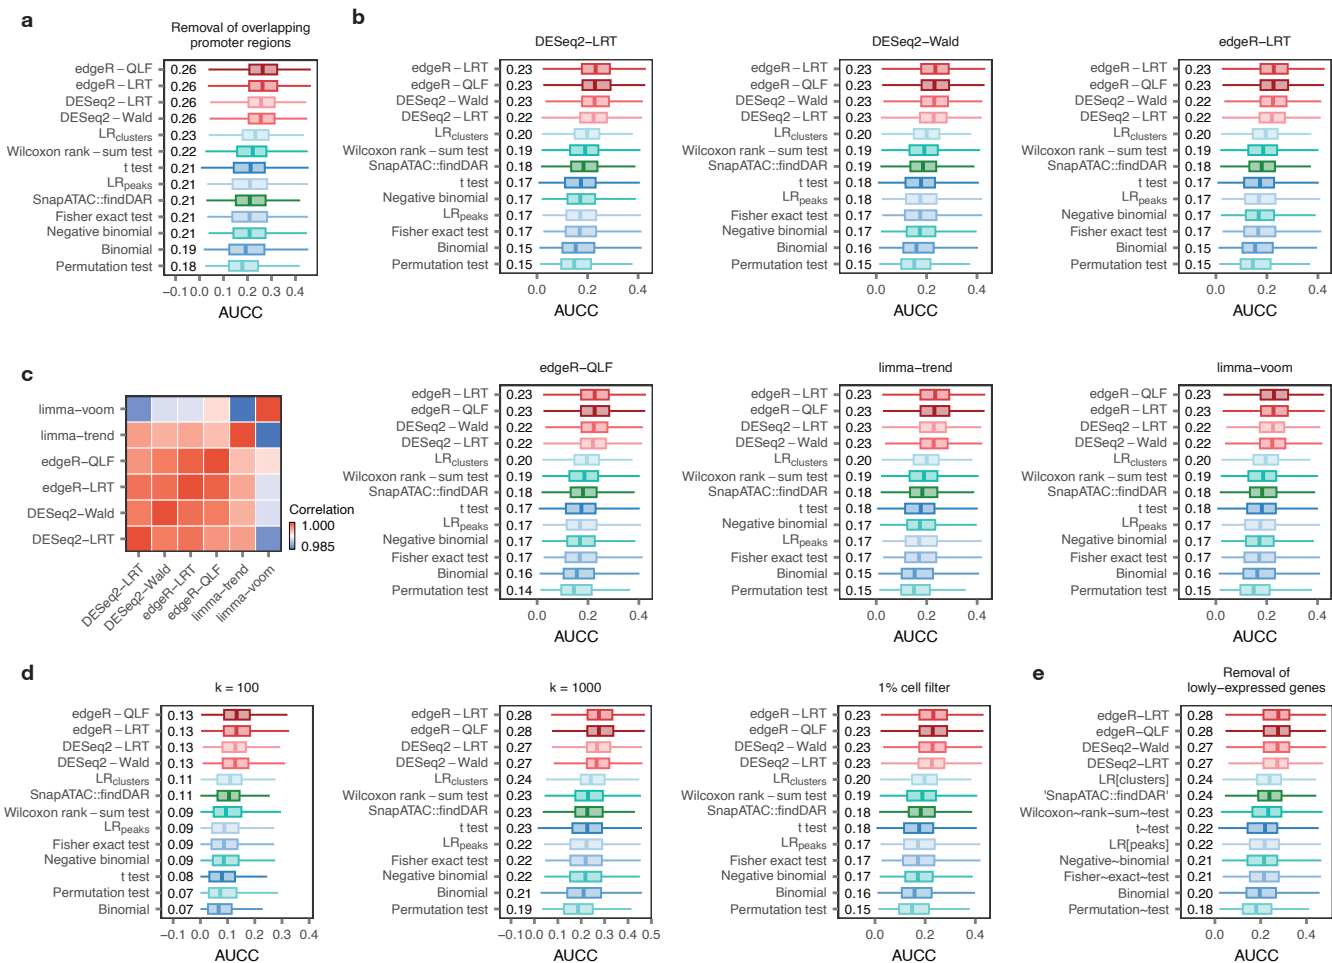 a
Removal of overlapping
promoter regions
edgeR−QLF 0.26
edgeR−LRT 0.26
DESeq2−LRT 0.26
DESeq2−Wald 0.26
LRclusters 0.23
Wilcoxon rank−sum test 0.22
t test 0.21
LRpeaks 0.21
SnapATAC::findDAR 0.21
Fisher exact test 0.21
Negative binomial 0.21
Binomial 0.19
Permutation test 0.18
−0.1 0.0 0.1 0.2 0.3 0.4
AUCC
b
DESeq2−LRT
edgeR−LRT 0.23
edgeR−QLF 0.23
DESeq2−Wald 0.23
DESeq2−LRT 0.22
LRclusters 0.20
Wilcoxon rank−sum test 0.19
SnapATAC::findDAR 0.18
t test 0.17
Negative binomial 0.17
LRpeaks 0.17
Fisher exact test 0.17
Binomial 0.15
Permutation test 0.15
0.0 0.2 0.4
AUCC
DESeq2−Wald
edgeR−LRT 0.23
edgeR−QLF 0.23
DESeq2−Wald 0.23
DESeq2−LRT 0.23
LRclusters 0.20
Wilcoxon rank−sum test 0.19
SnapATAC::findDAR 0.19
t test 0.18
LRpeaks 0.18
Fisher exact test 0.17
Negative binomial 0.17
Binomial 0.16
Permutation test 0.15
0.0 0.2 0.4
AUCC
edgeR−LRT
edgeR−LRT 0.23
edgeR−QLF 0.23
DESeq2−Wald 0.22
DESeq2−LRT 0.22
LRclusters 0.20
Wilcoxon rank−sum test 0.19
SnapATAC::findDAR 0.18
t test 0.17
LRpeaks 0.17
Negative binomial 0.17
Fisher exact test 0.17
Binomial 0.15
Permutation test 0.15
0.0 0.2 0.4
AUCC
edgeR−QLF
edgeR−LRT 0.23
edgeR−QLF 0.23
DESeq2−Wald 0.22
DESeq2−LRT 0.22
LRclusters 0.20
Wilcoxon rank−sum test 0.19
SnapATAC::findDAR 0.18
t test 0.17
LRpeaks 0.17
Negative binomial 0.17
Fisher exact test 0.17
Binomial 0.16
Permutation test 0.14
0.0 0.2 0.4
AUCC
limma−trend
edgeR−LRT 0.23
edgeR−QLF 0.23
DESeq2−LRT 0.23
DESeq2−Wald 0.23
LRclusters 0.20
Wilcoxon rank−sum test 0.19
SnapATAC::findDAR 0.18
t test 0.18
Negative binomial 0.17
LRpeaks 0.17
Fisher exact test 0.17
Binomial 0.15
Permutation test 0.15
0.0 0.2 0.4
AUCC
limma−voom
edgeR−QLF 0.23
edgeR−LRT 0.23
DESeq2−LRT 0.22
DESeq2−Wald 0.22
LRclusters 0.20
Wilcoxon rank−sum test 0.19
SnapATAC::findDAR 0.18
t test 0.18
LRpeaks 0.17
Negative binomial 0.17
Fisher exact test 0.17
Binomial 0.16
Permutation test 0.15
0.0 0.2 0.4
AUCC
c
limma−voom
limma−trend
edgeR−QLF
edgeR−LRT
DESeq2−Wald
DESeq2−LRT
DESeq2−LRT
DESeq2−Wald
edgeR−LRT
edgeR−QLF
limma−trend
limma−voom
Correlation
1.000
0.985
d
k = 100
edgeR−QLF 0.13
edgeR−LRT 0.13
DESeq2−LRT 0.13
DESeq2−Wald 0.13
LRclusters 0.11
SnapATAC::findDAR 0.11
Wilcoxon rank−sum test 0.09
LRpeaks 0.09
Fisher exact test 0.09
Negative binomial 0.09
t test 0.08
Permutation test 0.07
Binomial 0.07
−0.1 0.0 0.1 0.2 0.3 0.4
AUCC
k = 1000
edgeR−LRT 0.28
edgeR−QLF 0.28
DESeq2−LRT 0.27
DESeq2−Wald 0.27
LRclusters 0.24
Wilcoxon rank−sum test 0.23
SnapATAC::findDAR 0.23
t test 0.23
LRpeaks 0.22
Fisher exact test 0.22
Negative binomial 0.22
Binomial 0.21
Permutation test 0.19
−0.1 0.0 0.1 0.2 0.3 0.4 0.5
AUCC
1% cell filter
edgeR−LRT 0.23
edgeR−QLF 0.23
DESeq2−Wald 0.23
DESeq2−LRT 0.23
LRclusters 0.20
Wilcoxon rank−sum test 0.19
SnapATAC::findDAR 0.18
t test 0.18
LRpeaks 0.17
Fisher exact test 0.17
Negative binomial 0.17
Binomial 0.16
Permutation test 0.15
0.0 0.2 0.4
AUCC
e
Removal of
lowly−expressed genes
edgeR−LRT 0.28
edgeR−QLF 0.28
DESeq2−Wald 0.27
DESeq2−LRT 0.27
LR[clusters] 0.24
'SnapATAC::findDAR' 0.24
Wilcoxon~rank−sum~test 0.23
t~test 0.22
LR[peaks] 0.22
Negative~binomial 0.21
Fisher~exact~test 0.21
Binomial 0.20
Permutation~test 0.18
0.0 0.2 0.4
AUCC